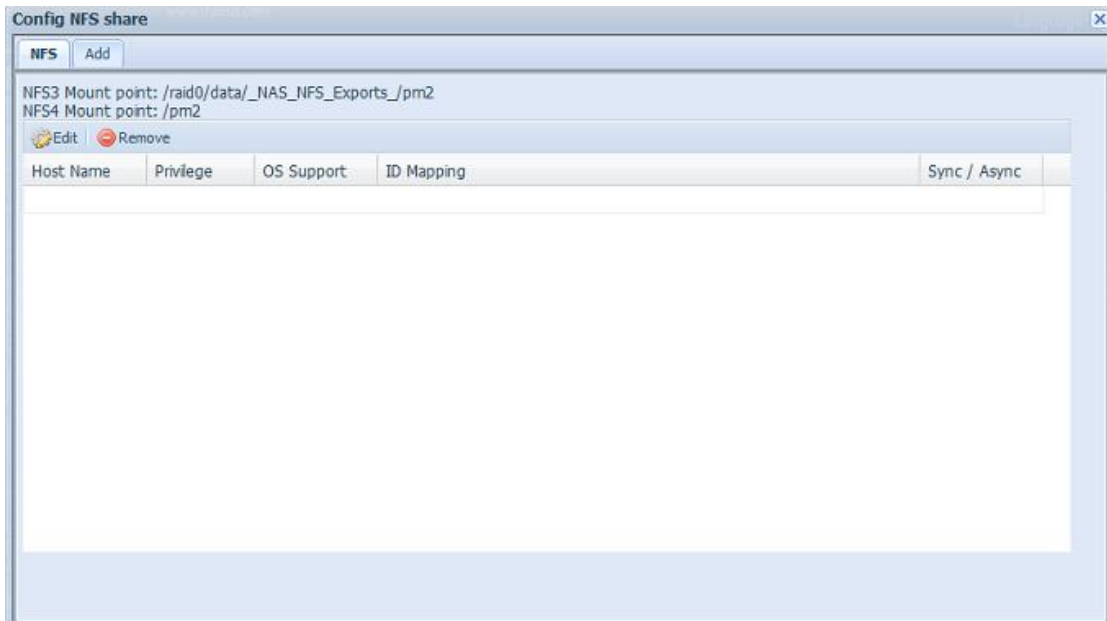 Config NFS share
NFS Add
NFS3 Mount point: /raid0/data/_NAS_NFS_Exports_/pm2
NFS4 Mount point: /pm2
Edit Remove
Host Name Privilege OS Support ID Mapping Sync / Async